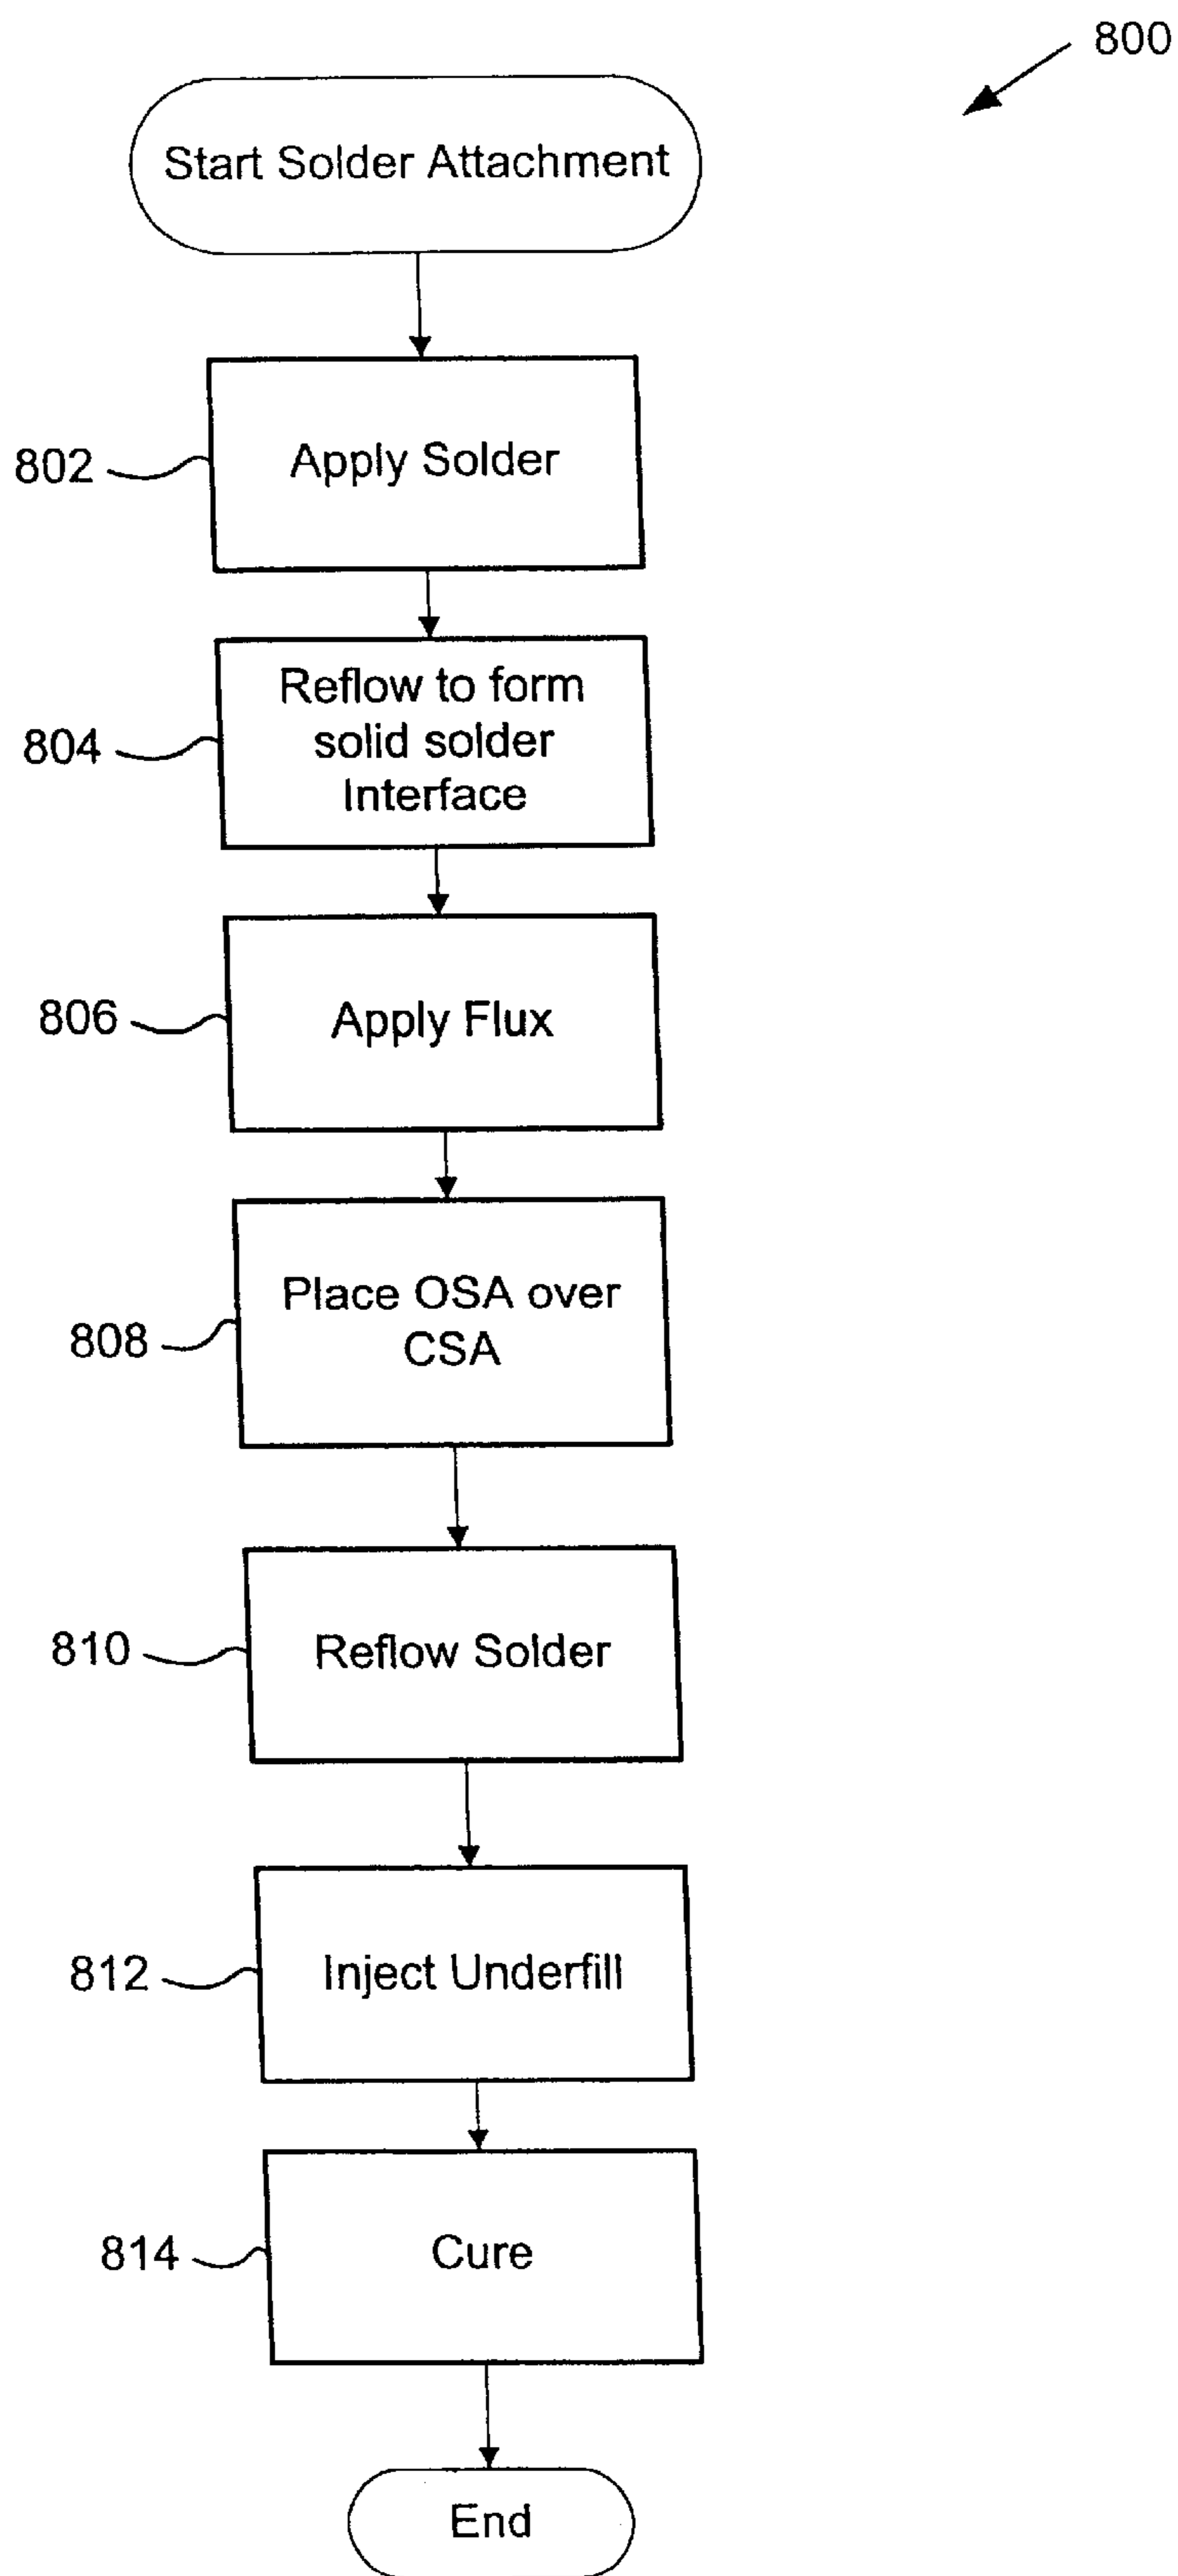 800
Start Solder Attachment
802
Apply Solder
804
Reflow to form
solid solder
Interface
806
Apply Flux
808
Place OSA over
CSA
810
Reflow Solder
812
Inject Underfill
814
Cure
End